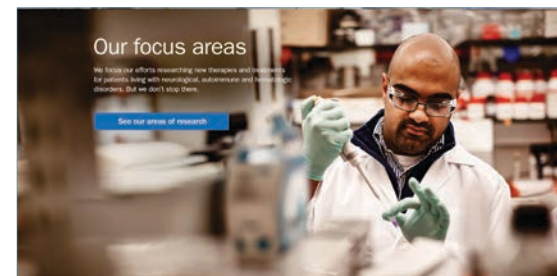 Our focus areas
We focus our efforts researching new therapies and treatments
for patients living with neurological, autoimmune and hematologic
disorders. But we don't stop there.
See our areas of research